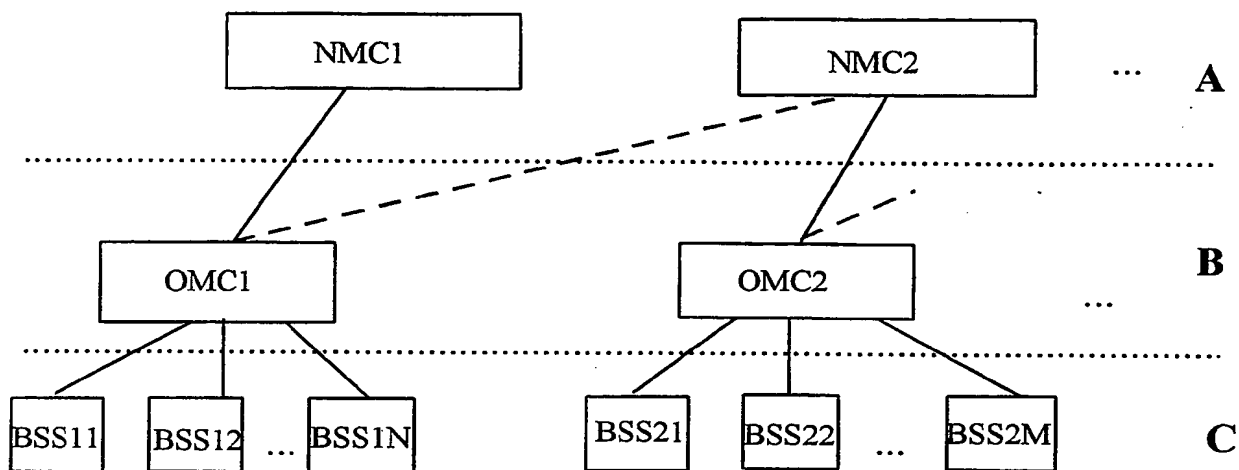 NMC1 NMC2 ... A
OMC1 OMC2 ... B
BSS11 BSS12 ... BSS1N BSS21 BSS22 ... BSS2M C